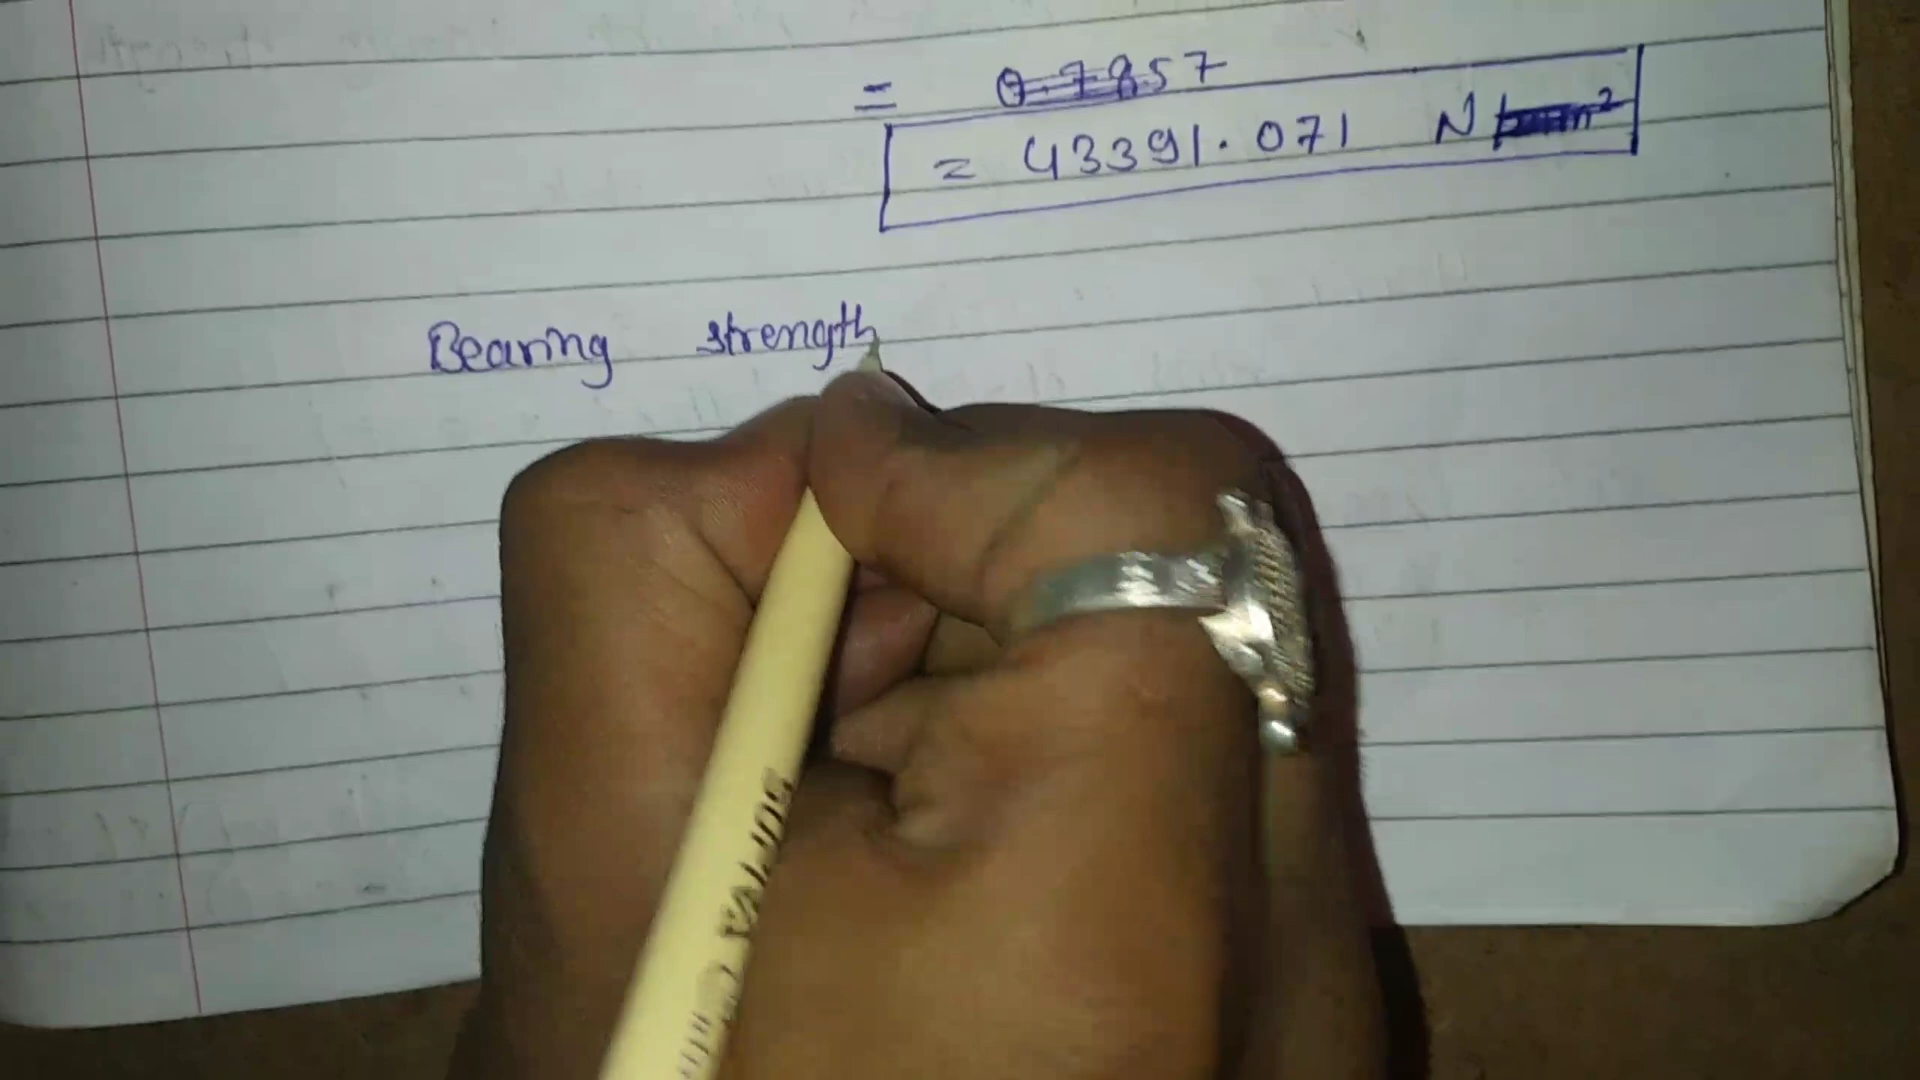 = 0.7857
= 43391.071 N
Bearing strength